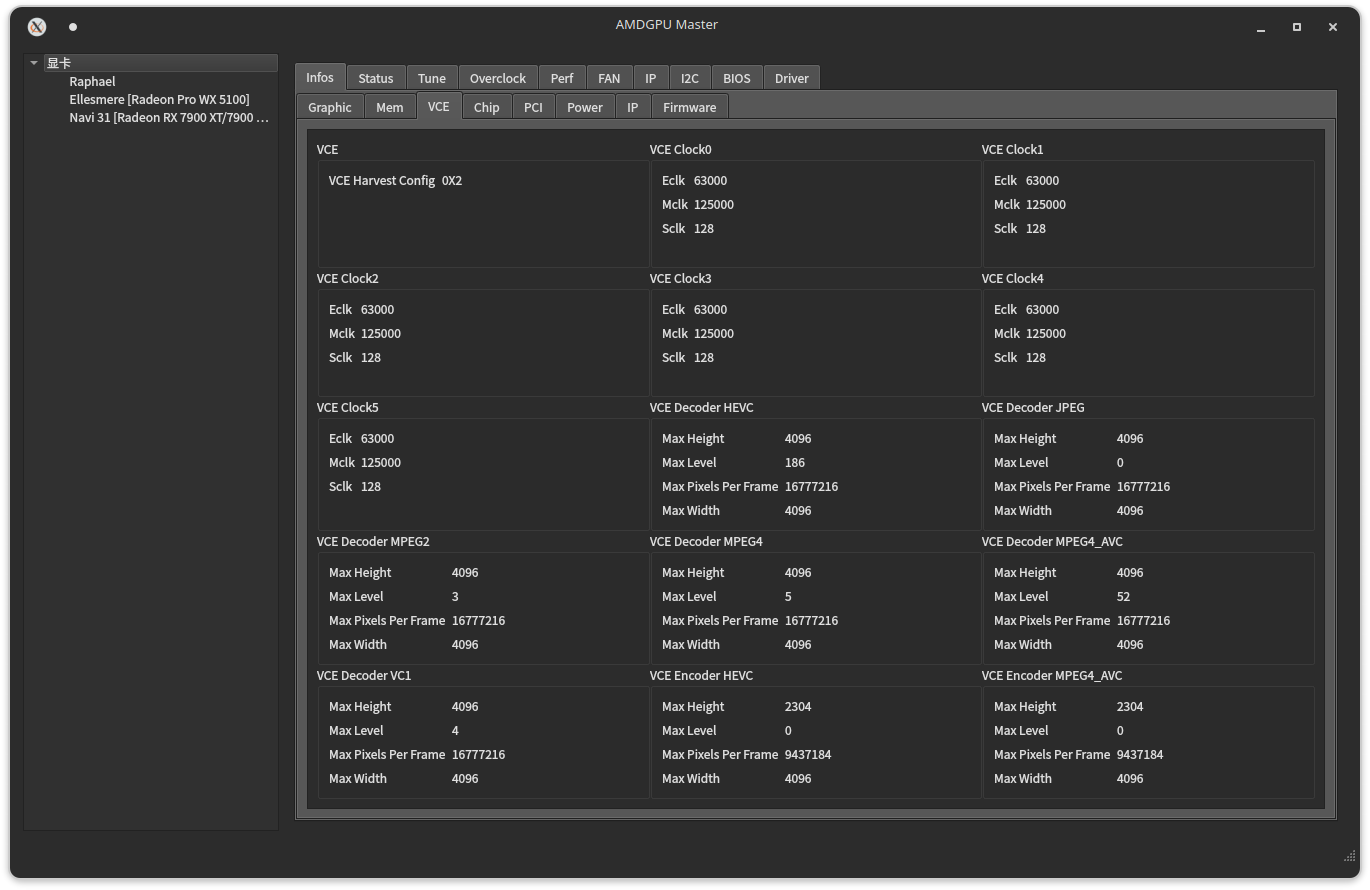 AMDGPU Master
显卡
Raphael
Ellesmere [Radeon Pro WX 5100]
Navi 31 [Radeon RX 7900 XT/7900 …
Infos Status Tune Overclock Perf FAN IP I2C BIOS Driver
Graphic Mem VCE Chip PCI Power IP Firmware
VCE VCE Clock0 VCE Clock1
VCE Harvest Config 0X2 Eclk 63000 Eclk 63000
Mclk 125000 Mclk 125000
Sclk 128 Sclk 128
VCE Clock2 VCE Clock3 VCE Clock4
Eclk 63000 Eclk 63000 Eclk 63000
Mclk 125000 Mclk 125000 Mclk 125000
Sclk 128 Sclk 128 Sclk 128
VCE Clock5 VCE Decoder HEVC VCE Decoder JPEG
Eclk 63000 Max Height 4096 Max Height 4096
Mclk 125000 Max Level 186 Max Level 0
Sclk 128 Max Pixels Per Frame 16777216 Max Pixels Per Frame 16777216
Max Width 4096 Max Width 4096
VCE Decoder MPEG2 VCE Decoder MPEG4 VCE Decoder MPEG4_AVC
Max Height 4096 Max Height 4096 Max Height 4096
Max Level 3 Max Level 5 Max Level 52
Max Pixels Per Frame 16777216 Max Pixels Per Frame 16777216 Max Pixels Per Frame 16777216
Max Width 4096 Max Width 4096 Max Width 4096
VCE Decoder VC1 VCE Encoder HEVC VCE Encoder MPEG4_AVC
Max Height 4096 Max Height 2304 Max Height 2304
Max Level 4 Max Level 0 Max Level 0
Max Pixels Per Frame 16777216 Max Pixels Per Frame 9437184 Max Pixels Per Frame 9437184
Max Width 4096 Max Width 4096 Max Width 4096